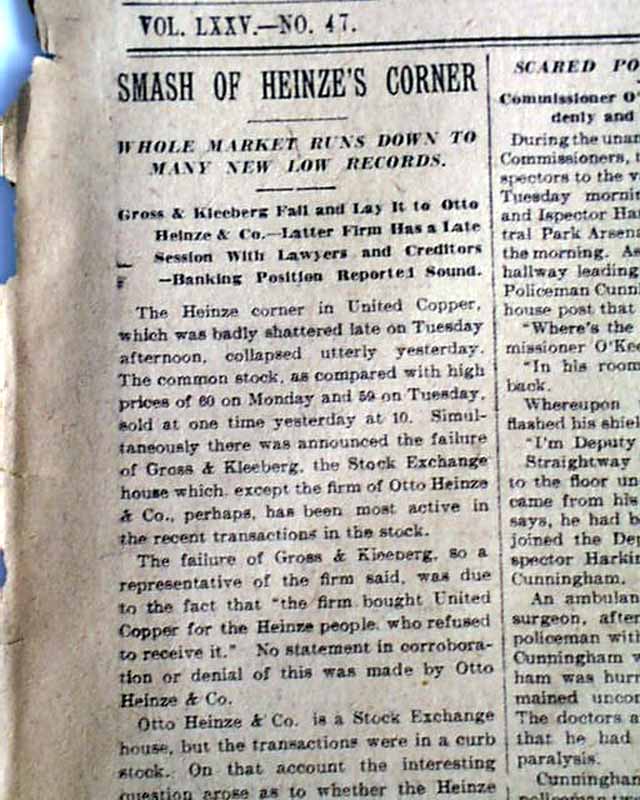 VOL. LXXV.—NO. 47.
SMASH OF HEINZE'S CORNER
WHOLE MARKET RUNS DOWN TO
MANY NEW LOW RECORDS.
Gross & Kleeberg Fail and Lay It to Otto
Heinze & Co.—Latter Firm Has a Late
Session With Lawyers and Creditors
—Banking Position Reported Sound.
The Heinze corner in United Copper,
which was badly shattered late on Tuesday
afternoon, collapsed utterly yesterday.
The common stock, as compared with high
prices of 60 on Monday and 59 on Tuesday,
sold at one time yesterday at 10. Simul-
taneously there was announced the failure
of Gross & Kleeberg, the Stock Exchange
house which, except the firm of Otto Heinze
& Co., perhaps, has been most active in
the recent transactions in the stock.
The failure of Gross & Kleeberg, so a
representative of the firm said, was due
to the fact that "the firm bought United
Copper for the Heinze people, who refused
to receive it." No statement in corrobora-
tion or denial of this was made by Otto
Heinze & Co.
Otto Heinze & Co. is a Stock Exchange
house, but the transactions were in a curb
stock. On that account the interesting
question arose as to whether the Heinze
SCARED PO
Commissioner O'
denly and
During the unan
Commissioners, t
spectors to the va
Tuesday mornin
and Ispector Har
tral Park Arsena
the morning. As
hallway leading
Policeman Cunni
house post that
"Where's the
missioner O'Kee
"In his room
back.
Whereupon
flashed his shiel
"I'm Deputy
Straightway
to the floor un
came from his
says, he had b
joined the Dep
spector Harkin
Cunningham.
An ambulan
surgeon, after
policeman with
Cunningham w
ham was hurr
mained uncon
The doctors a
that he had
paralysis.
Cunningham
policeman